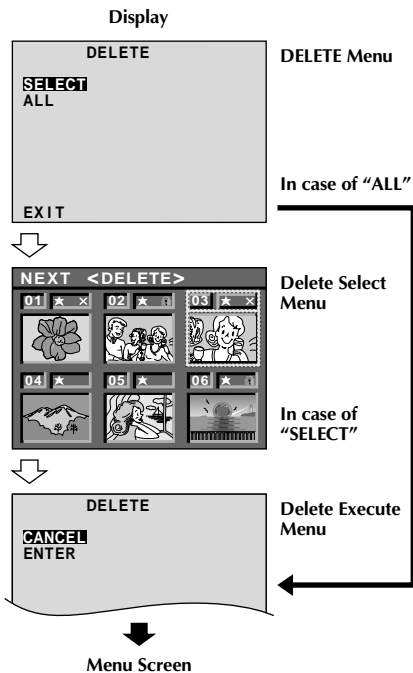 Display
DELETE
SELECT
ALL
EXIT
DELETE Menu
In case of “ALL”
NEXT <DELETE>
01 ★ ×
02 ★
03 ★ ×
04 ★
05 ★
06 ★
Delete Select
Menu
In case of
“SELECT”
DELETE
CANCEL
ENTER
Delete Execute
Menu
Menu Screen